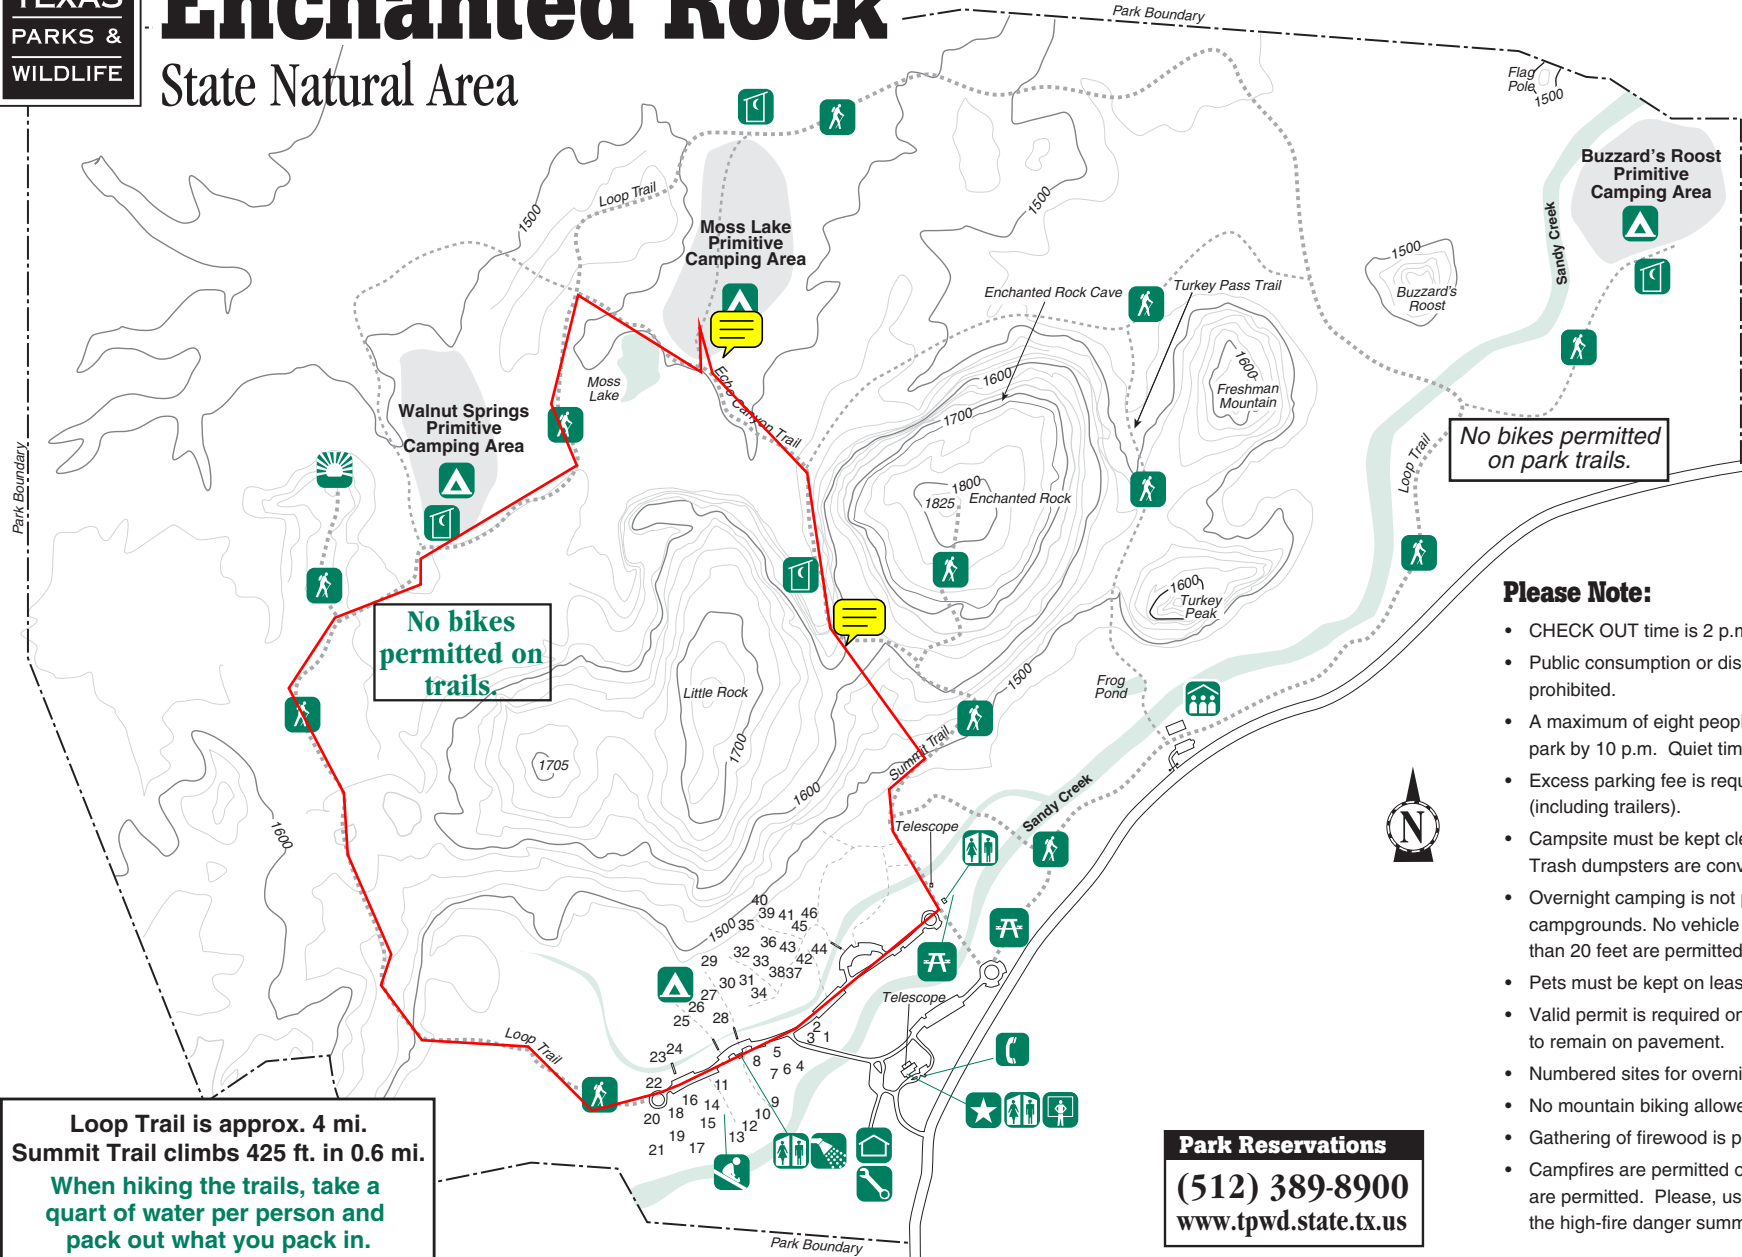 TEXAS
PARKS &
WILDLIFE
Enchanted Rock
State Natural Area
Park Boundary
Flag
Pole
1500
Buzzard's Roost
Primitive
Camping Area
Sandy Creek
1500
Buzzard's
Roost
Loop Trail
1500
Moss Lake
Primitive
Camping Area
1500
Enchanted Rock Cave
Turkey Pass Trail
1600
Freshman
Mountain
1600
1700
1800
1825
Enchanted Rock
Moss
Lake
Echo Canyon Trail
Walnut Springs
Primitive
Camping Area
Park Boundary
No bikes permitted
on park trails.
Loop Trail
1600
Turkey
Peak
No bikes
permitted on
trails.
Little Rock
1700
1705
1600
1600
1500
Frog
Pond
Summit Trail
Sandy Creek
Telescope
N
Please Note:
• CHECK OUT time is 2 p.m
• Public consumption or dis
prohibited.
• A maximum of eight peopl
park by 10 p.m. Quiet tim
• Excess parking fee is requ
(including trailers).
• Campsite must be kept cle
Trash dumpsters are conv
• Overnight camping is not p
campgrounds. No vehicle
than 20 feet are permitted
• Pets must be kept on leas
• Valid permit is required on
to remain on pavement.
• Numbered sites for overni
• No mountain biking allowe
• Gathering of firewood is p
• Campfires are permitted o
are permitted. Please, us
the high-fire danger summ
40
39 41 46
35 45
1500
36 43 44
32
29 33 42
38 37
30 31
27 34
26
25 28
Telescope
2
3 1
24
23
5
8
7 6 4
22
11
16 14 9
18 10
20 15 12
19 13
21 17
Loop Trail
Loop Trail is approx. 4 mi.
Summit Trail climbs 425 ft. in 0.6 mi.
When hiking the trails, take a
quart of water per person and
pack out what you pack in.
Park Reservations
(512) 389-8900
www.tpwd.state.tx.us
Park Boundary